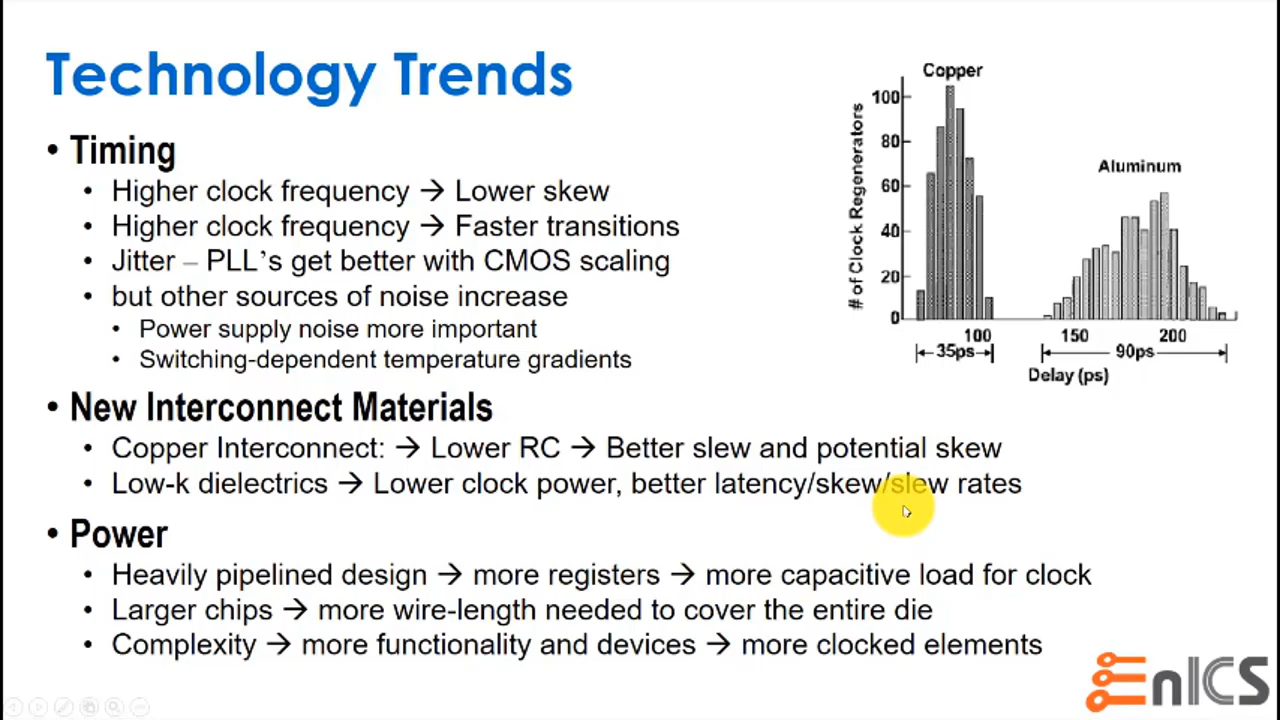 Technology Trends
• Timing
• Higher clock frequency → Lower skew
• Higher clock frequency → Faster transitions
• Jitter – PLL’s get better with CMOS scaling
• but other sources of noise increase
• Power supply noise more important
• Switching-dependent temperature gradients
• New Interconnect Materials
• Copper Interconnect: → Lower RC → Better slew and potential skew
• Low-k dielectrics → Lower clock power, better latency/skew/slew rates
• Power
• Heavily pipelined design → more registers → more capacitive load for clock
• Larger chips → more wire-length needed to cover the entire die
• Complexity → more functionality and devices → more clocked elements
Copper
Aluminum
# of Clock Regenerators
100
80
60
40
20
0
100 150 200
35ps 90ps
Delay (ps)
EnICS